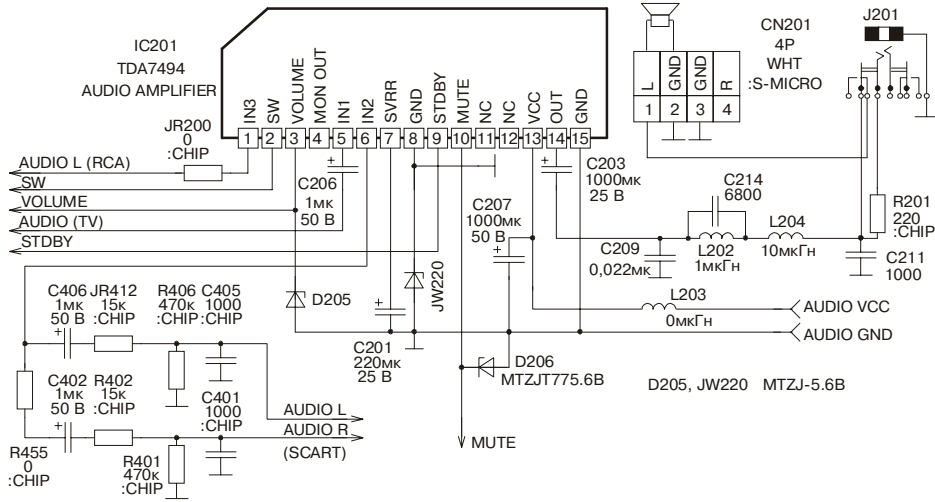 IC201
TDA7494
AUDIO AMPLIFIER
IN3
SW
VOLUME
MON OUT
IN1
IN2
SVRR
GND
STDBY
MUTE
NC
NC
VCC
OUT
GND
1 2 3 4 5 6 7 8 9 10 11 12 13 14 15
L
GND
GND
R
1 2 3 4
CN201
4P
WHT
:S-MICRO
J201
JR200
0
:CHIP
AUDIO L (RCA)
SW
VOLUME
AUDIO (TV)
STDBY
C206
1мк
50 В
C207
1000мк
50 В
C203
1000мк
25 В
C214
6800
L202
1мкГн
L204
10мкГн
R201
220
:CHIP
C209
0,022мк
C211
1000
L203
0мкГн
AUDIO VCC
AUDIO GND
JW220
D205
C406
1мк
50 В
JR412
15к
:CHIP
R406
470к
:CHIP
C405
1000
:CHIP
C201
220мк
25 В
D206
MTZJT775.6B
D205, JW220 MTZJ-5.6B
C402
1мк
50 В
R402
15к
:CHIP
C401
1000
:CHIP
AUDIO L
AUDIO R
(SCART)
MUTE
R455
0
:CHIP
R401
470к
:CHIP